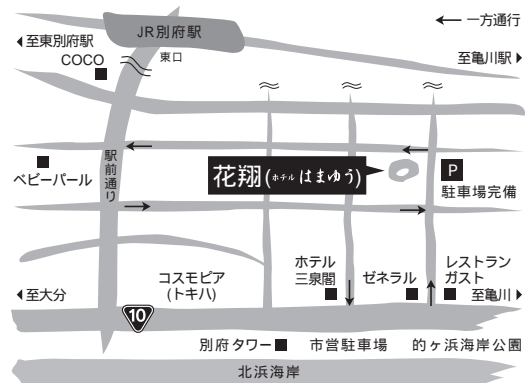 JR別府駅
一方通行
至東別府駅
東口
COCO
至亀川駅
駅前通り
ベビーパール
花翔(ホテルはまゆう)
P
駐車場完備
コスモピア
(トキハ)
ホテル
三泉閣
ゼネラル
レストラン
ガスト
至大分
至亀川
10
別府タワー
市営駐車場
的ヶ浜海岸公園
北浜海岸